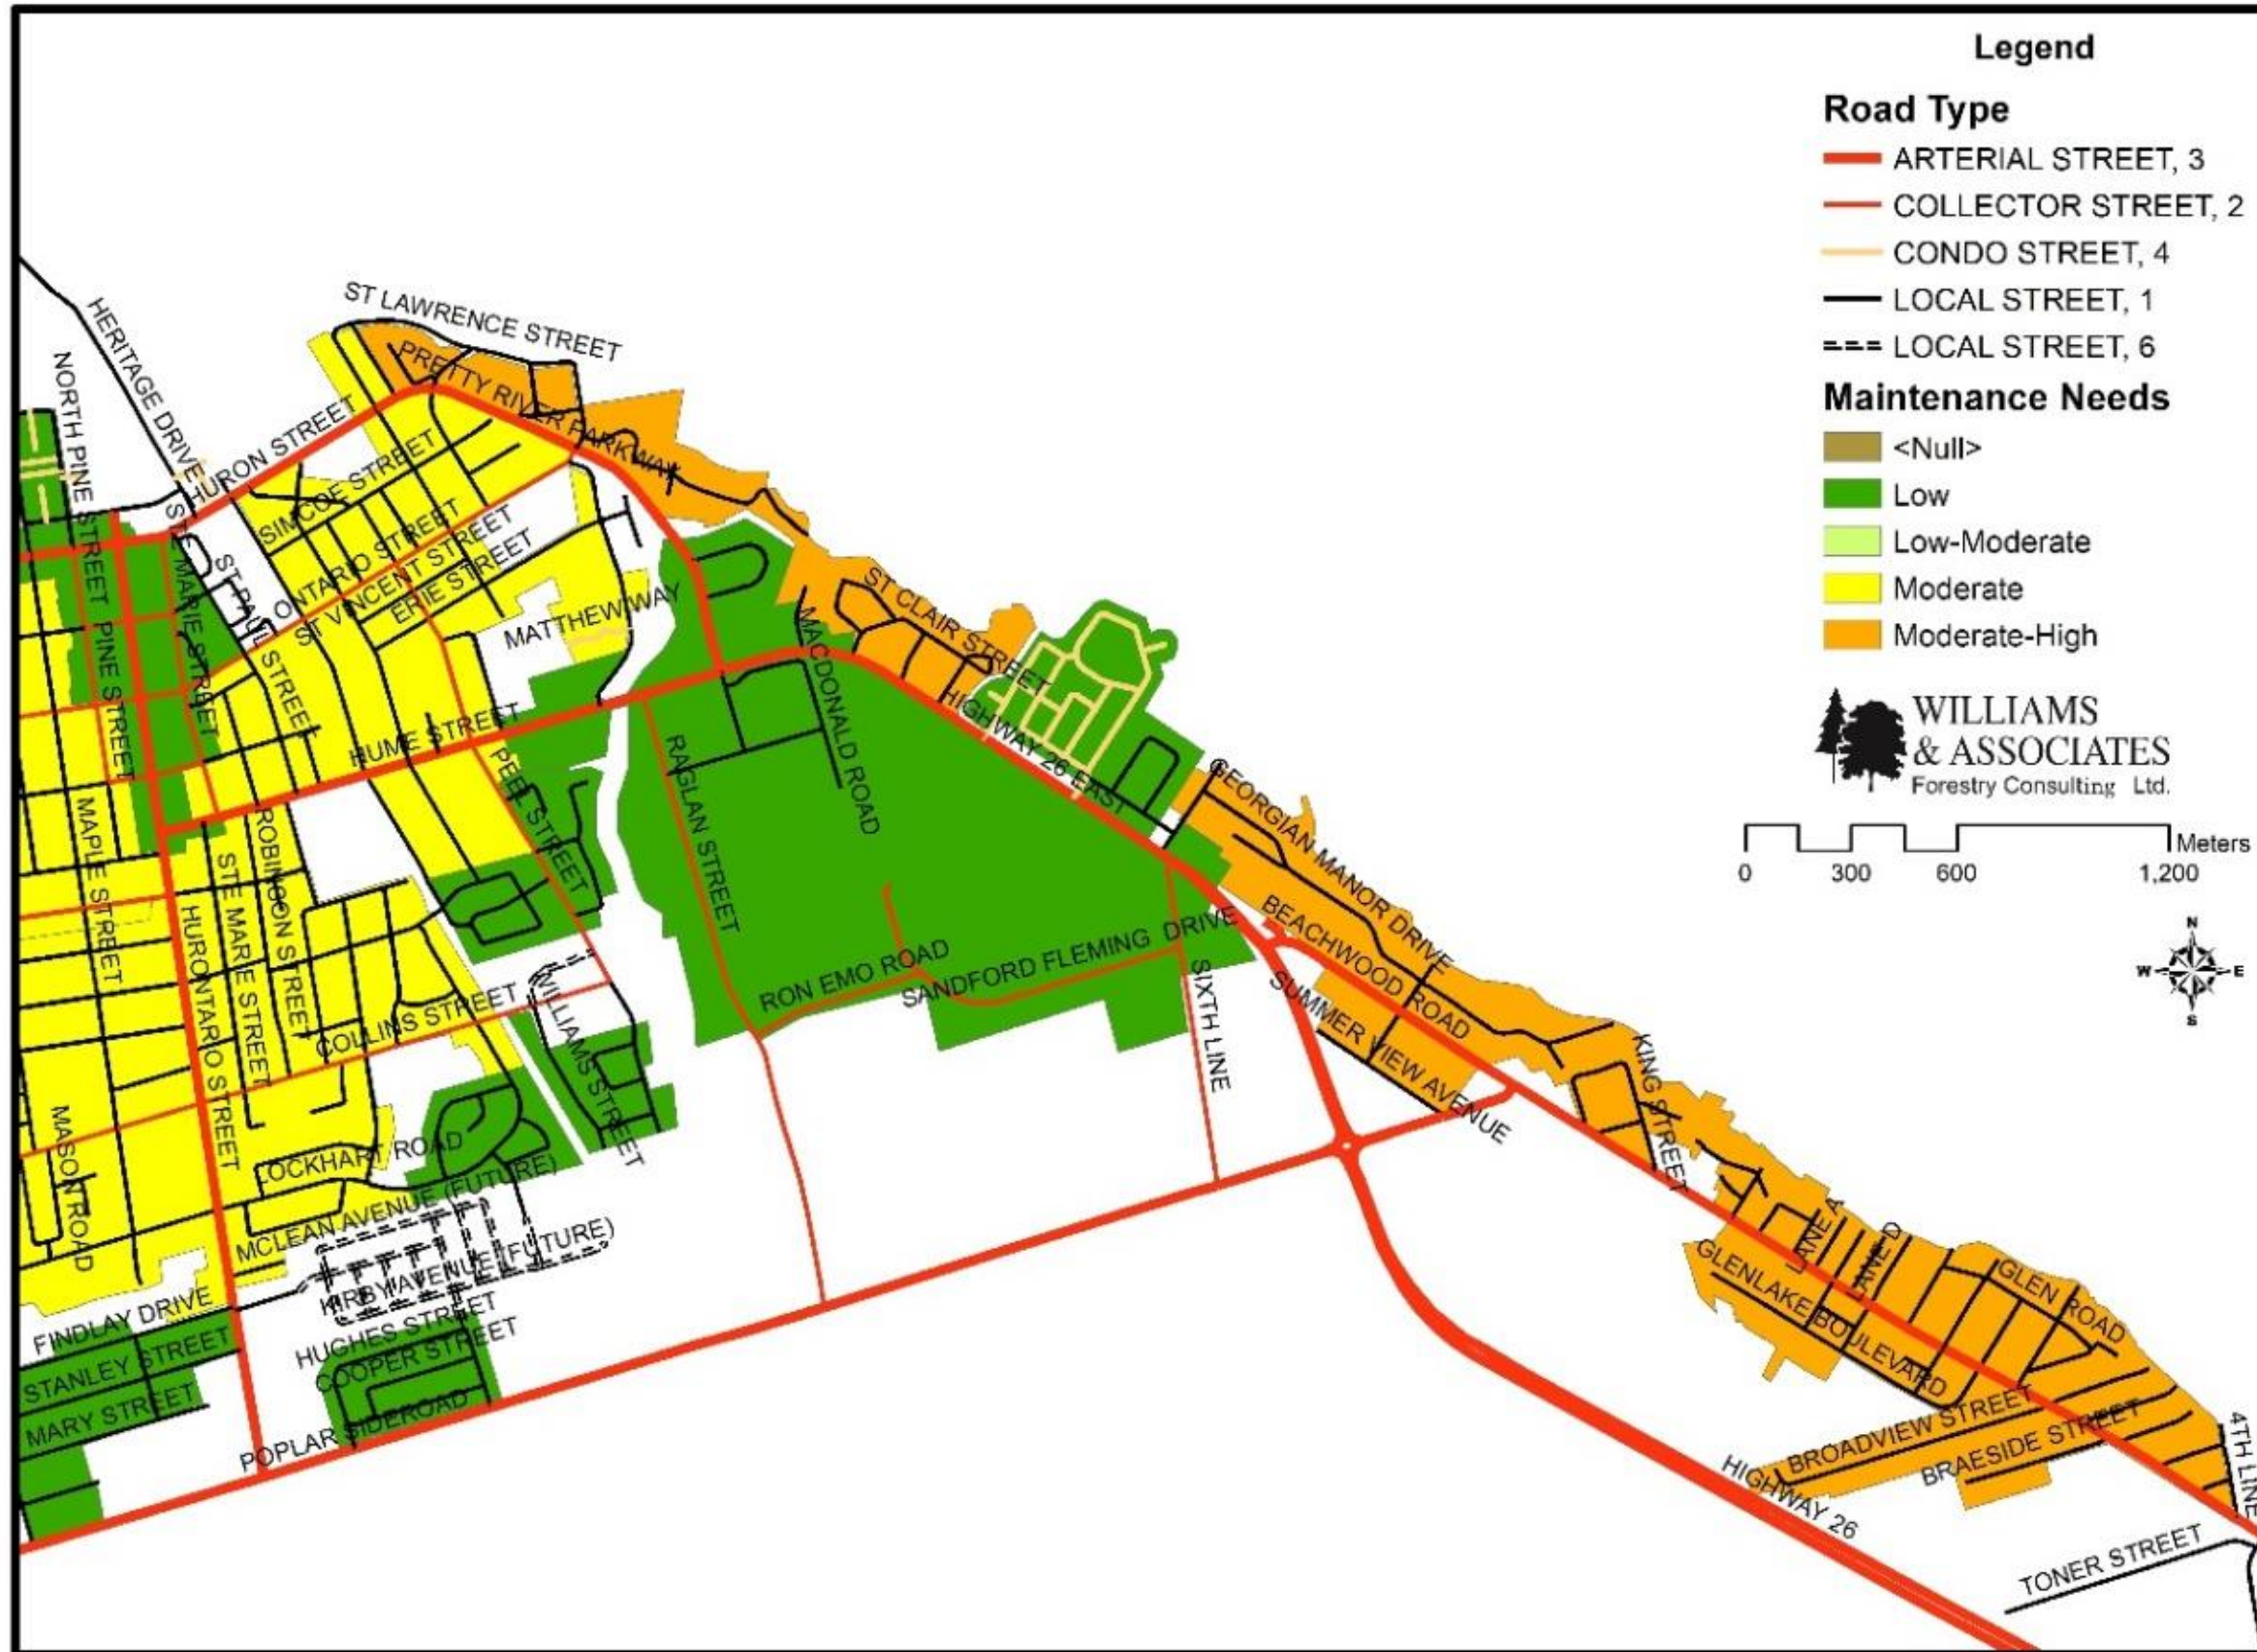 Legend
Road Type
ARTERIAL STREET, 3
COLLECTOR STREET, 2
CONDO STREET, 4
LOCAL STREET, 1
LOCAL STREET, 6
Maintenance Needs
<Null>
Low
Low-Moderate
Moderate
Moderate-High
WILLIAMS
& ASSOCIATES
Forestry Consulting Ltd.
Meters
0 300 600 1,200
N
W E
S
ST LAWRENCE STREET
HERITAGE DRIVE
NORTH PINE STREET
PRETTY RIVER PARKWAY
HURON STREET
SIMCOE STREET
STE MARIE STREET
ST PAUL STREET
ONTARIO STREET
ST VINCENT STREET
ERIE STREET
MATTHEW WAY
PINE STREET
ST CLAIR STREET
MACDONALD ROAD
HIGHWAY 26 EAST
HUME STREET
PEEL STREET
RAGLAN STREET
MAPLE STREET
ROBINSON STREET
STE MARIE STREET
HURONTARIO STREET
GEORGIAN MANOR DRIVE
BEACHWOOD ROAD
RON EMO ROAD
SANDFORD FLEMING DRIVE
SIXTH LINE
SUMMER VIEW AVENUE
COLLINS STREET
WILLIAMS STREET
KING STREET
MASON ROAD
LOCKHART ROAD
MCLEAN AVENUE (FUTURE)
KIRBY AVENUE (FUTURE)
HUGHES STREET
COOPER STREET
FINDLAY DRIVE
STANLEY STREET
MARY STREET
POPLAR SIDEROAD
LANE A
LANE D
GLEN ROAD
GLENLAKE BOULEVARD
BROADVIEW STREET
BRAESIDE STREET
4TH LINE
HIGHWAY 26
TONER STREET